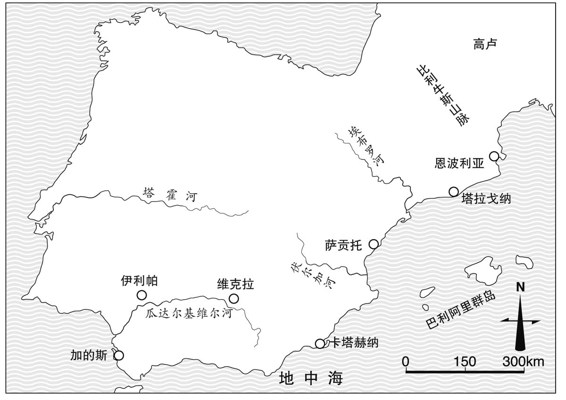 高卢
比利牛斯山脉
埃布罗河
恩波利亚
塔拉戈纳
塔霍河
萨贡托
伏尔加河
伊利帕
维克拉
瓜达尔基维尔河
巴利阿里群岛
N
加的斯
卡塔赫纳
地中海
0 150 300km